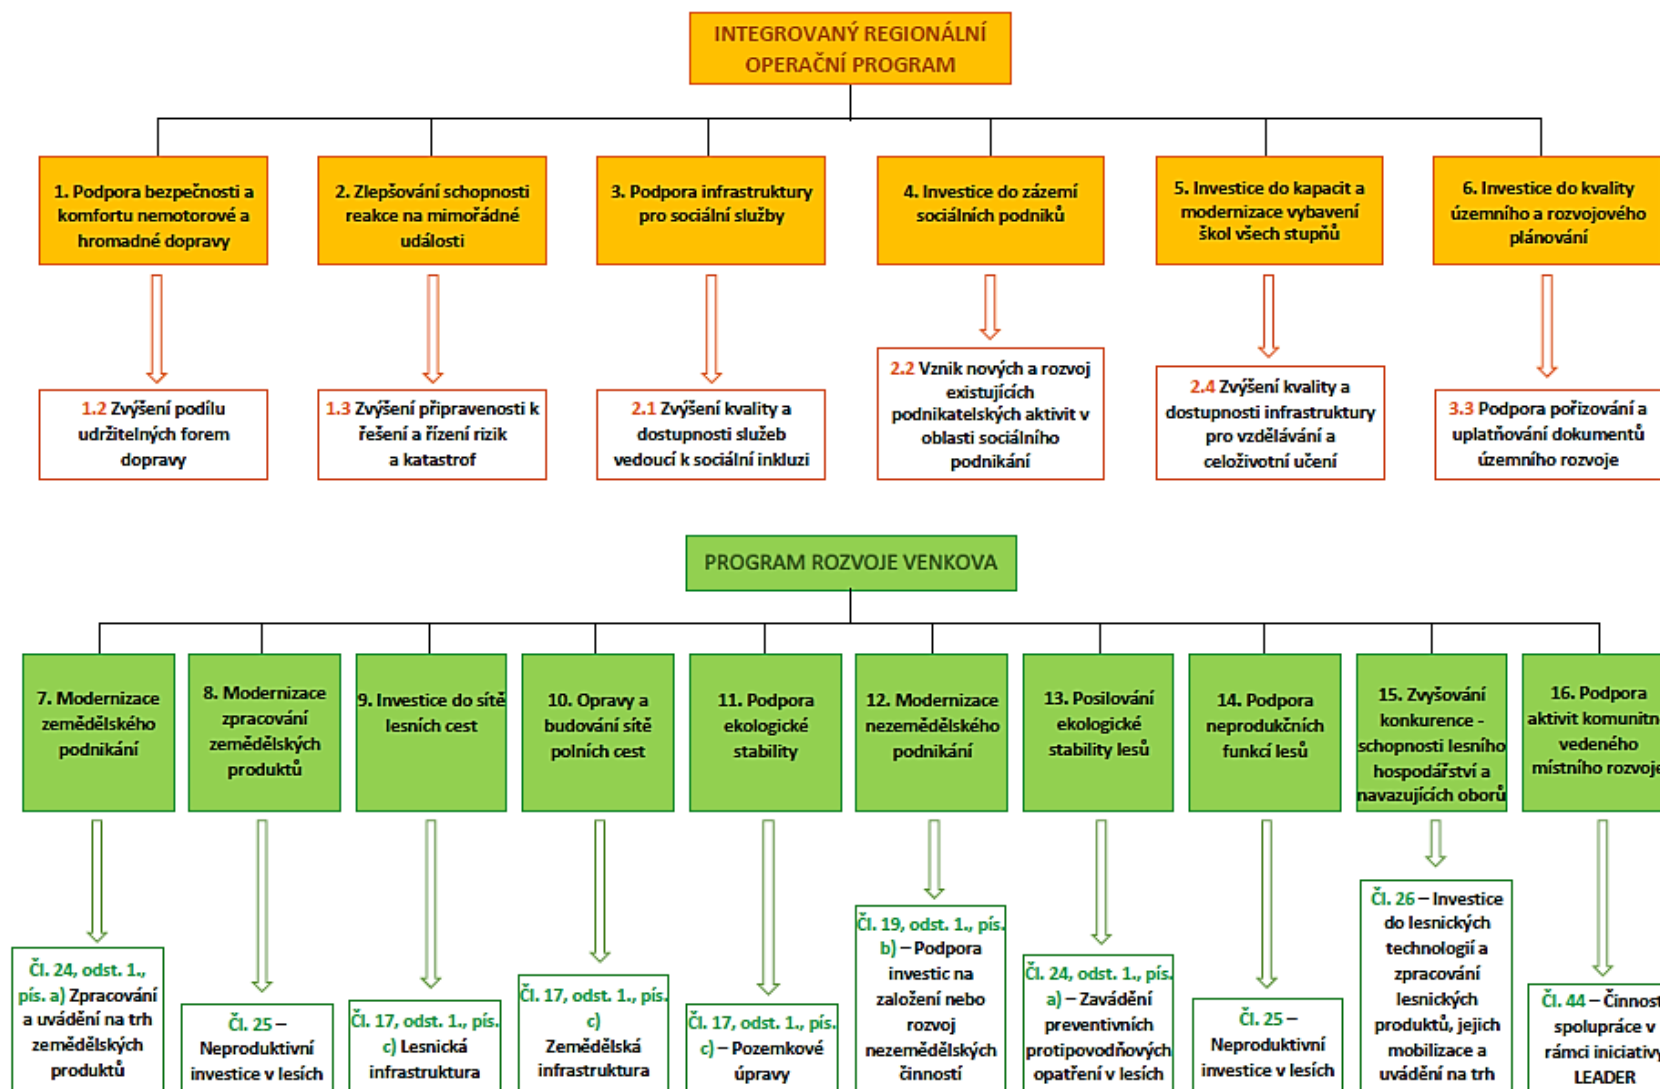 INTEGROVANÝ REGIONÁLNÍ
OPERAČNÍ PROGRAM
1. Podpora bezpečnosti a
komfortu nemotorové a
hromadné dopravy
2. Zlepšování schopnosti
reakce na mimořádné
události
3. Podpora infrastruktury
pro sociální služby
4. Investice do zázemí
sociálních podniků
5. Investice do kapacit a
modernizace vybavení
škol všech stupňů
6. Investice do kvality
územního a rozvojového
plánování
1.2 Zvýšení podílu
udržitelných forem
dopravy
1.3 Zvýšení připravenosti k
řešení a řízení rizik
a katastrof
2.1 Zvýšení kvality a
dostupnosti služeb
vedoucí k sociální inkluzi
2.2 Vznik nových a rozvoj
existujících
podnikatelských aktivit v
oblasti sociálního
podnikání
2.4 Zvýšení kvality a
dostupnosti infrastruktury
pro vzdělávání a
celoživotní učení
3.3 Podpora pořizování a
uplatňování dokumentů
územního rozvoje
PROGRAM ROZVOJE VENKOVA
7. Modernizace
zemědělského
podnikání
8. Modernizace
zpracování
zemědělských
produktů
9. Investice do sítě
lesních cest
10. Opravy a
budování sítě
polních cest
11. Podpora
ekologické
stability
12. Modernizace
nezemědělského
podnikání
13. Posilování
ekologické
stability lesů
14. Podpora
neprodukčních
funkcí lesů
15. Zvyšování
konkurence -
schopnosti lesního
hospodářství a
navazujících oborů
16. Podpora
aktivit komunitn
vedeného
místního rozvoje
Čl. 24, odst. 1.,
pís. a) Zpracování
a uvádění na trh
zemědělských
produktů
Čl. 25 –
Neproduktivní
investice v lesích
Čl. 17, odst. 1., pís.
c) Lesnická
infrastruktura
Čl. 17, odst. 1., pís.
c)
Zemědělská
infrastruktura
Čl. 17, odst. 1., pís.
c) – Pozemkové
úpravy
Čl. 19, odst. 1., pís.
b) – Podpora
investic na
založení nebo
rozvoj
nezemědělských
činností
Čl. 24, odst. 1., pís.
a) – Zavádění
preventivních
protipovodňových
opatření v lesích
Čl. 25 –
Neproduktivní
investice v lesích
Čl. 26 – Investice
do lesnických
technologií a
zpracování
lesnických
produktů, jejich
mobilizace a
uvádění na trh
Čl. 44 – Činnost
spolupráce v
rámci iniciativy
LEADER